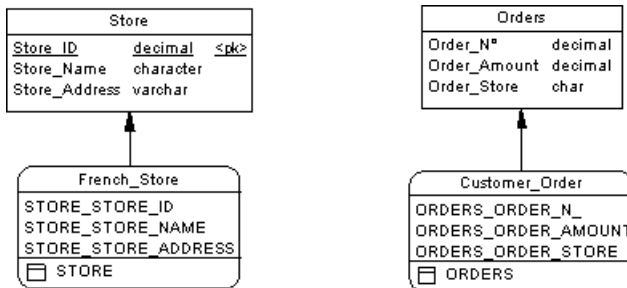 Store
Store_ID decimal <pk>
Store_Name character
Store_Address varchar
French_Store
STORE_STORE_ID
STORE_STORE_NAME
STORE_STORE_ADDRESS
STORE
Orders
Order_N° decimal
Order_Amount decimal
Order_Store char
Customer_Order
ORDERS_ORDER_N_
ORDERS_ORDER_AMOUNT
ORDERS_ORDER_STORE
ORDERS